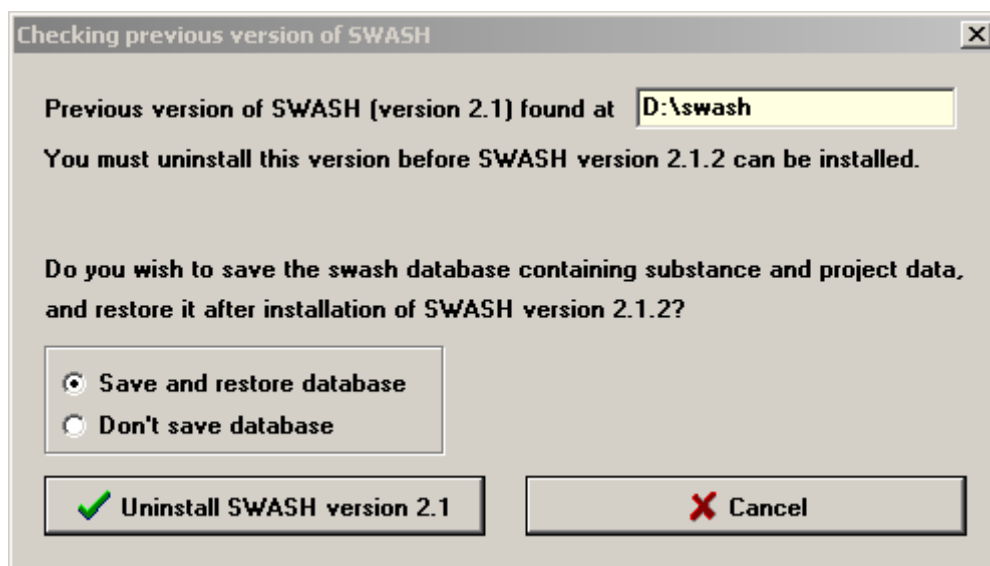 Checking previous version of SWASH
Previous version of SWASH (version 2.1) found at D:\swash
You must uninstall this version before SWASH version 2.1.2 can be installed.
Do you wish to save the swash database containing substance and project data,
and restore it after installation of SWASH version 2.1.2?
Save and restore database
Don't save database
Uninstall SWASH version 2.1 Cancel